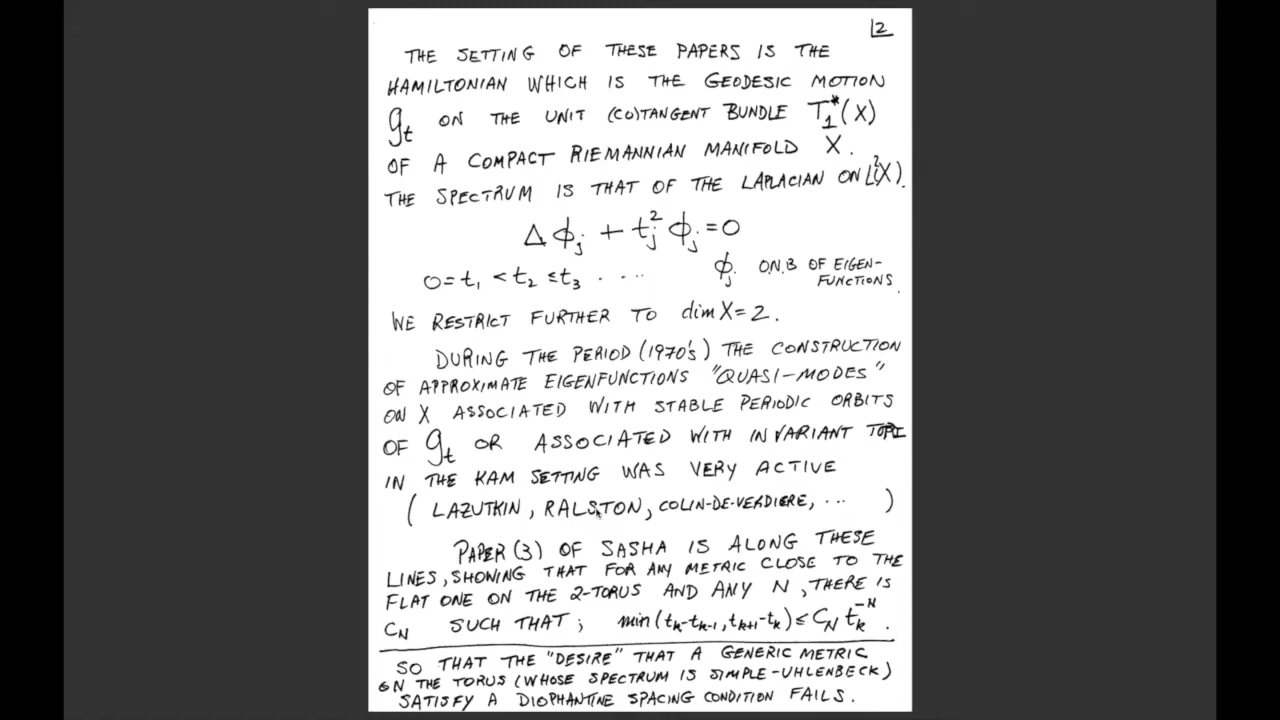 2
THE SETTING OF THESE PAPERS IS THE
HAMILTONIAN WHICH IS THE GEODESIC MOTION
g_t ON THE UNIT (CO)TANGENT BUNDLE T_1^*(X)
OF A COMPACT RIEMANNIAN MANIFOLD X.
THE SPECTRUM IS THAT OF THE LAPLACIAN ON L^2(X).
Δ φ_j + t_j^2 φ_j = 0
0 = t_1 < t_2 ≤ t_3 . . ... φ_j O.N.B OF EIGEN-
FUNCTIONS.
WE RESTRICT FURTHER TO dim X = 2.
DURING THE PERIOD (1970's) THE CONSTRUCTION
OF APPROXIMATE EIGENFUNCTIONS "QUASI-MODES"
ON X ASSOCIATED WITH STABLE PERIODIC ORBITS
OF g_t OR ASSOCIATED WITH INVARIANT TORI
IN THE KAM SETTING WAS VERY ACTIVE
( LAZUTKIN, RALSTON, COLIN-DE-VERDIERE, ... )
PAPER (3) OF SASHA IS ALONG THESE
LINES, SHOWING THAT FOR ANY METRIC CLOSE TO THE
FLAT ONE ON THE 2-TORUS AND ANY N, THERE IS
C_N SUCH THAT; min(t_k - t_{k-1}, t_{k+1} - t_k) ≤ C_N t_k^{-N}.
SO THAT THE "DESIRE" THAT A GENERIC METRIC
ON THE TORUS (WHOSE SPECTRUM IS SIMPLE-UHLENBECK)
SATISFY A DIOPHANTINE SPACING CONDITION FAILS.